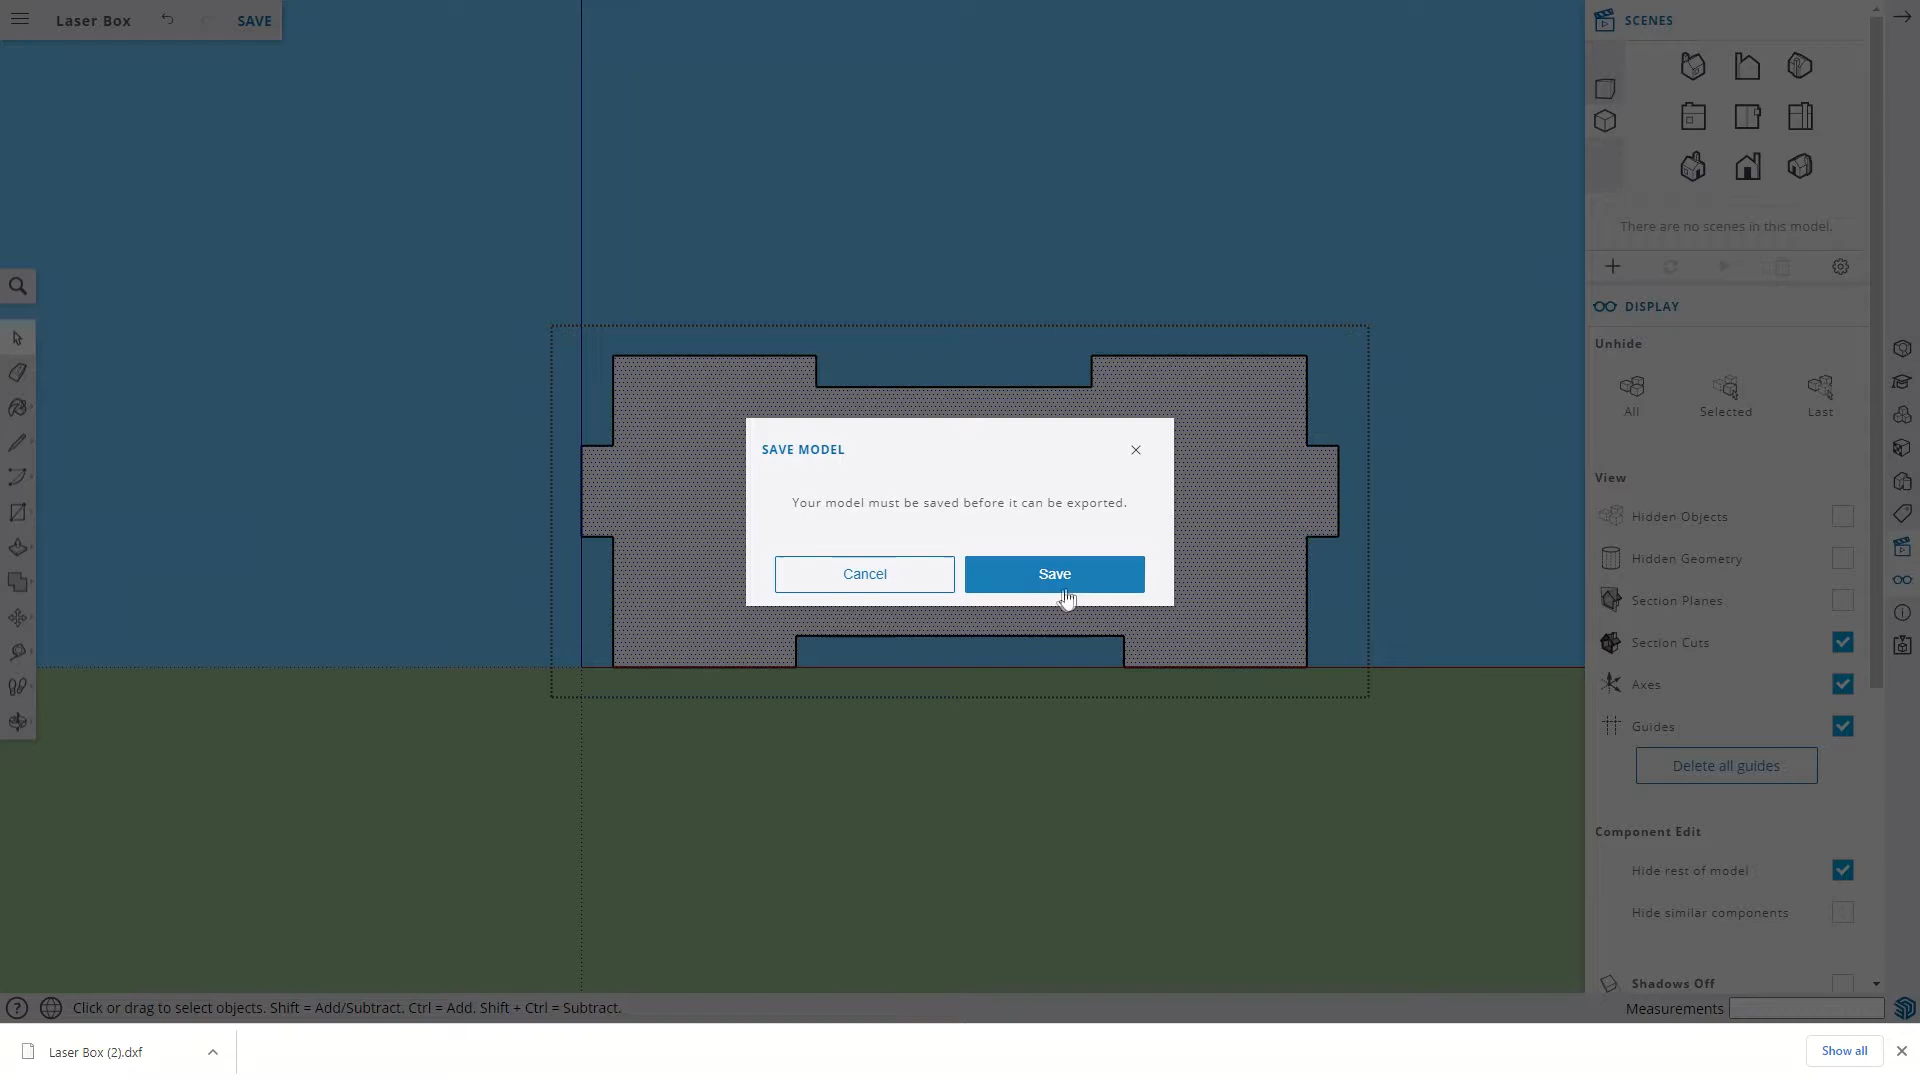 Laser Box
SAVE
SCENES
There are no scenes in this model.
DISPLAY
Unhide
All
Selected
Last
SAVE MODEL
Your model must be saved before it can be exported.
Cancel
Save
View
Hidden Objects
Hidden Geometry
Section Planes
Section Cuts
Axes
Guides
Delete all guides
Component Edit
Hide rest of model
Hide similar components
Shadows Off
Click or drag to select objects. Shift = Add/Subtract. Ctrl = Add. Shift + Ctrl = Subtract.
Measurements
Laser Box (2).dxf
Show all